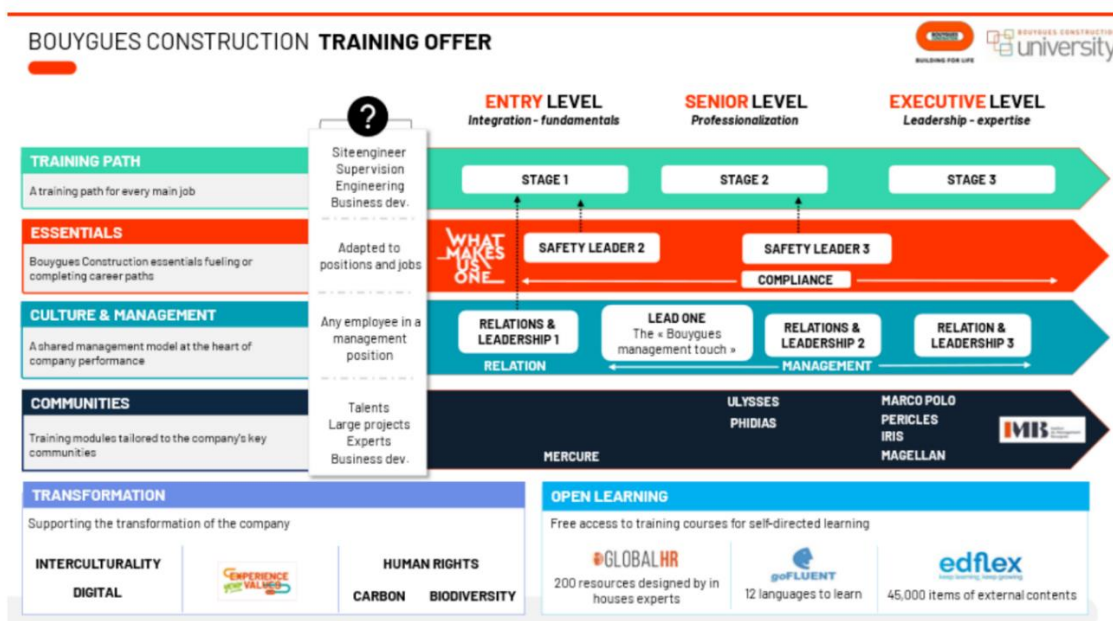 BOUYGUES CONSTRUCTION TRAINING OFFER
BUILDING FOR LIFE
BOUYGUES CONSTRUCTION
university
?
ENTRY LEVEL
Integration - fundamentals
SENIOR LEVEL
Professionalization
EXECUTIVE LEVEL
Leadership - expertise
TRAINING PATH
A training path for every main job
Site engineer
Supervision
Engineering
Business dev.
STAGE 1
STAGE 2
STAGE 3
ESSENTIALS
Bouygues Construction essentials fueling or
completing career paths
Adapted to
positions and jobs
WHAT
MAKES
US
ONE
SAFETY LEADER 2
SAFETY LEADER 3
COMPLIANCE
CULTURE & MANAGEMENT
A shared management model at the heart of
company performance
Any employee in a
management
position
RELATIONS &
LEADERSHIP 1
RELATION
LEAD ONE
The « Bouygues
management touch »
RELATIONS &
LEADERSHIP 2
RELATION &
LEADERSHIP 3
MANAGEMENT
COMMUNITIES
Training modules tailored to the company's key
communities
Talents
Large projects
Experts
Business dev.
MERCURE
ULYSSES
PHIDIAS
MARCO POLO
PERICLES
IRIS
MAGELLAN
IMB
TRANSFORMATION
Supporting the transformation of the company
INTERCULTURALITY
DIGITAL
EXPERIENCE
your VALUES
HUMAN RIGHTS
CARBON BIODIVERSITY
OPEN LEARNING
Free access to training courses for self-directed learning
GLOBALHR
200 resources designed by in
houses experts
goFLUENT
12 languages to learn
edflex
keep learning, keep growing
45,000 items of external contents